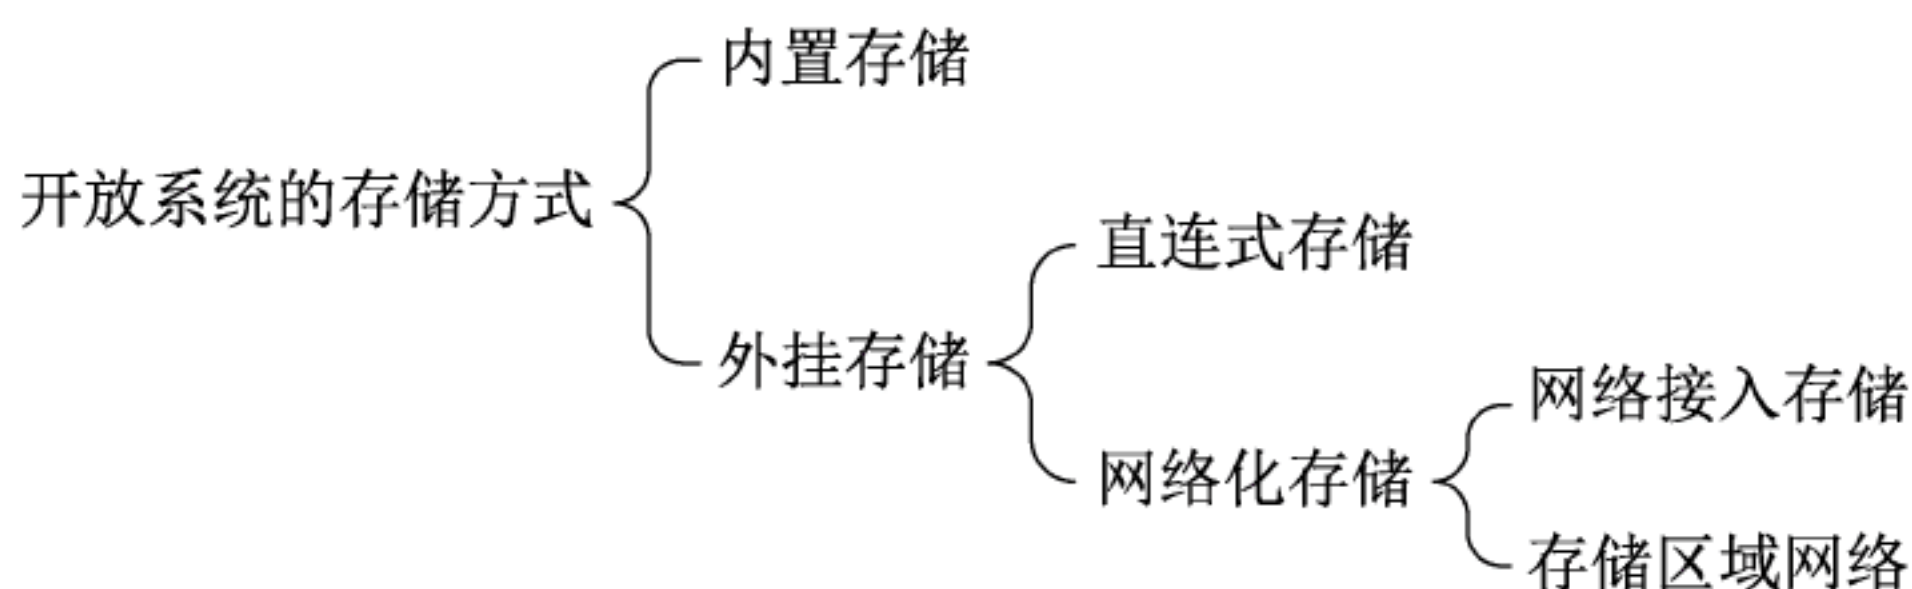 内置存储
开放系统的存储方式
直连式存储
外挂存储
网络接入存储
网络化存储
存储区域网络